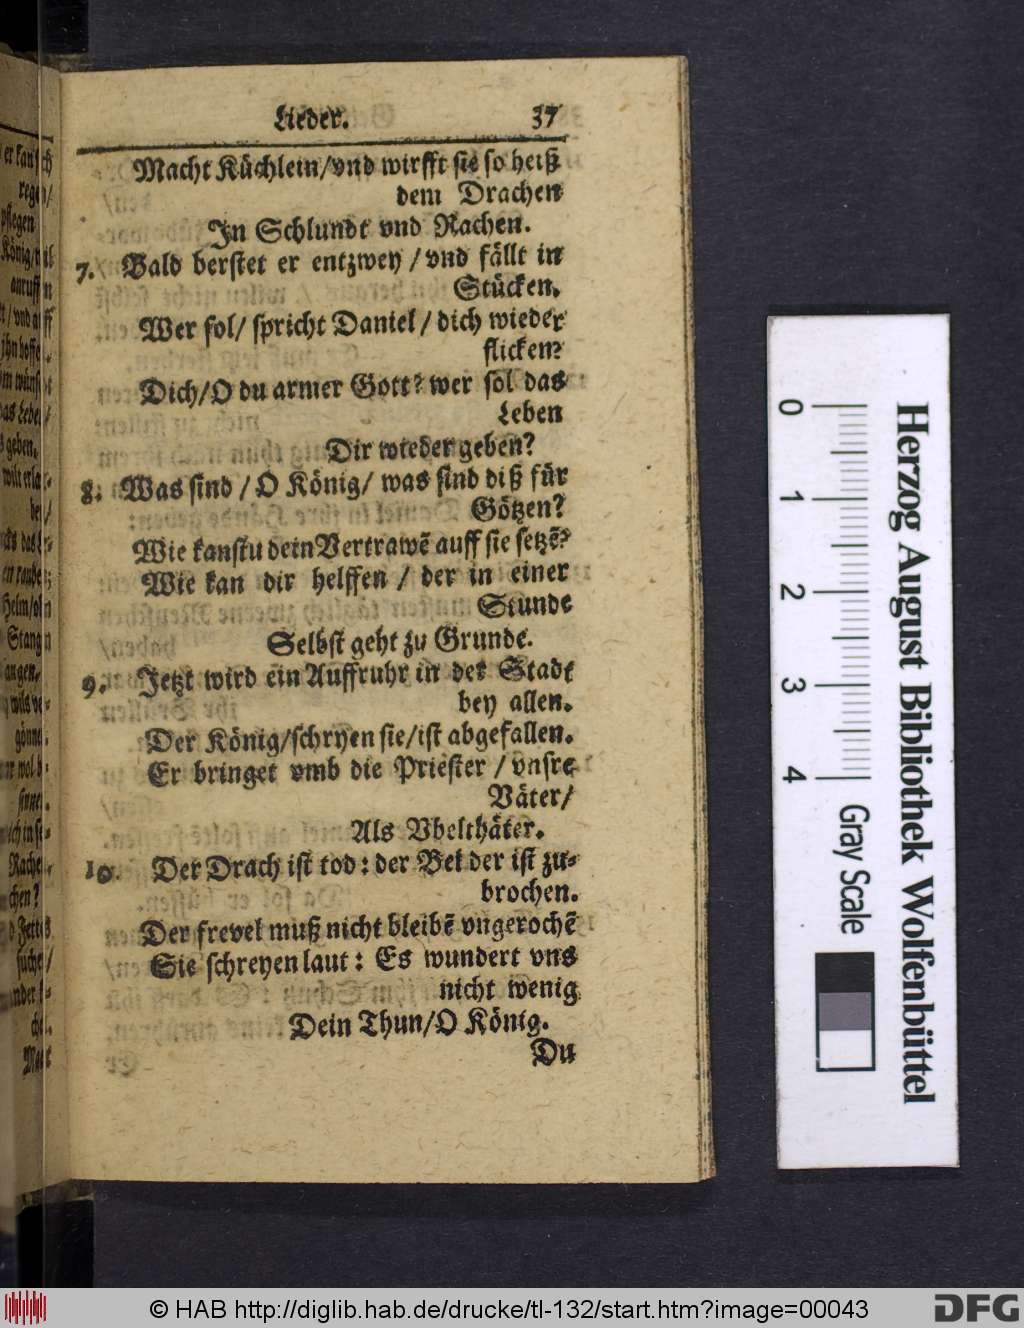 Lieder. 37
Macht Küchlein/vnd wirfft sie so heiß
dem Drachen
In Schlundt vnd Rachen.
7. Bald berstet er entzwey / vnd fällt in
Stücken.
Wer sol/ spricht Daniel / dich wieder
flicken?
Dich/O du armer Gott? wer sol das
Leben
Dir wieder geben?
8. Was sind / O König/ was sind diß für
Götzen?
Wie kanstu dein Vertrawẽ auff sie setzẽ?
Wie kan dir helffen / der in einer
Stunde
Selbst geht zu Grunde.
9. Jetzt wird ein Auffruhr in der Stadt
bey allen.
Der König/schryen sie/ist abgefallen.
Er bringet vmb die Priester / vnsre
Väter/
Als Vbelthäter.
10. Der Drach ist tod: der Bel der ist zu-
brochen.
Der frevel muß nicht bleibẽ vngerochẽ
Sie schreyen laut: Es wundert vns
nicht wenig
Dein Thun/O König.
Du
0 1 2 3 4
Gray Scale
Herzog August Bibliothek Wolfenbüttel
© HAB http://diglib.hab.de/drucke/tl-132/start.htm?image=00043
DFG